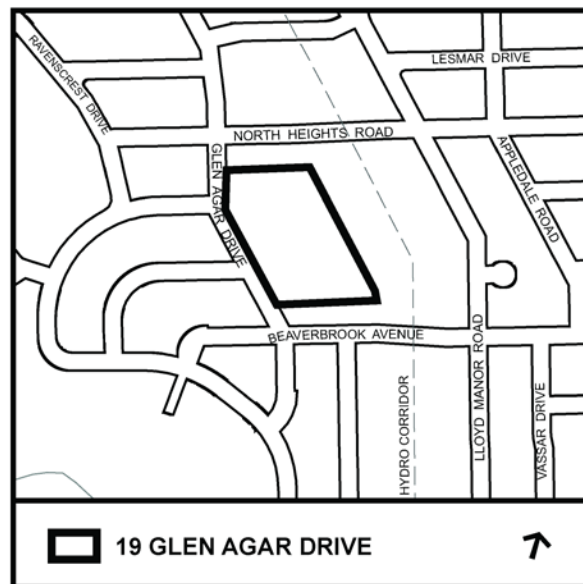 RAVENSCREST DRIVE
LESMAR DRIVE
NORTH HEIGHTS ROAD
APPLEDALE ROAD
GLEN AGAR DRIVE
BEAVERBROOK AVENUE
HYDRO CORRIDOR
LLOYD MANOR ROAD
VASSAR DRIVE
19 GLEN AGAR DRIVE